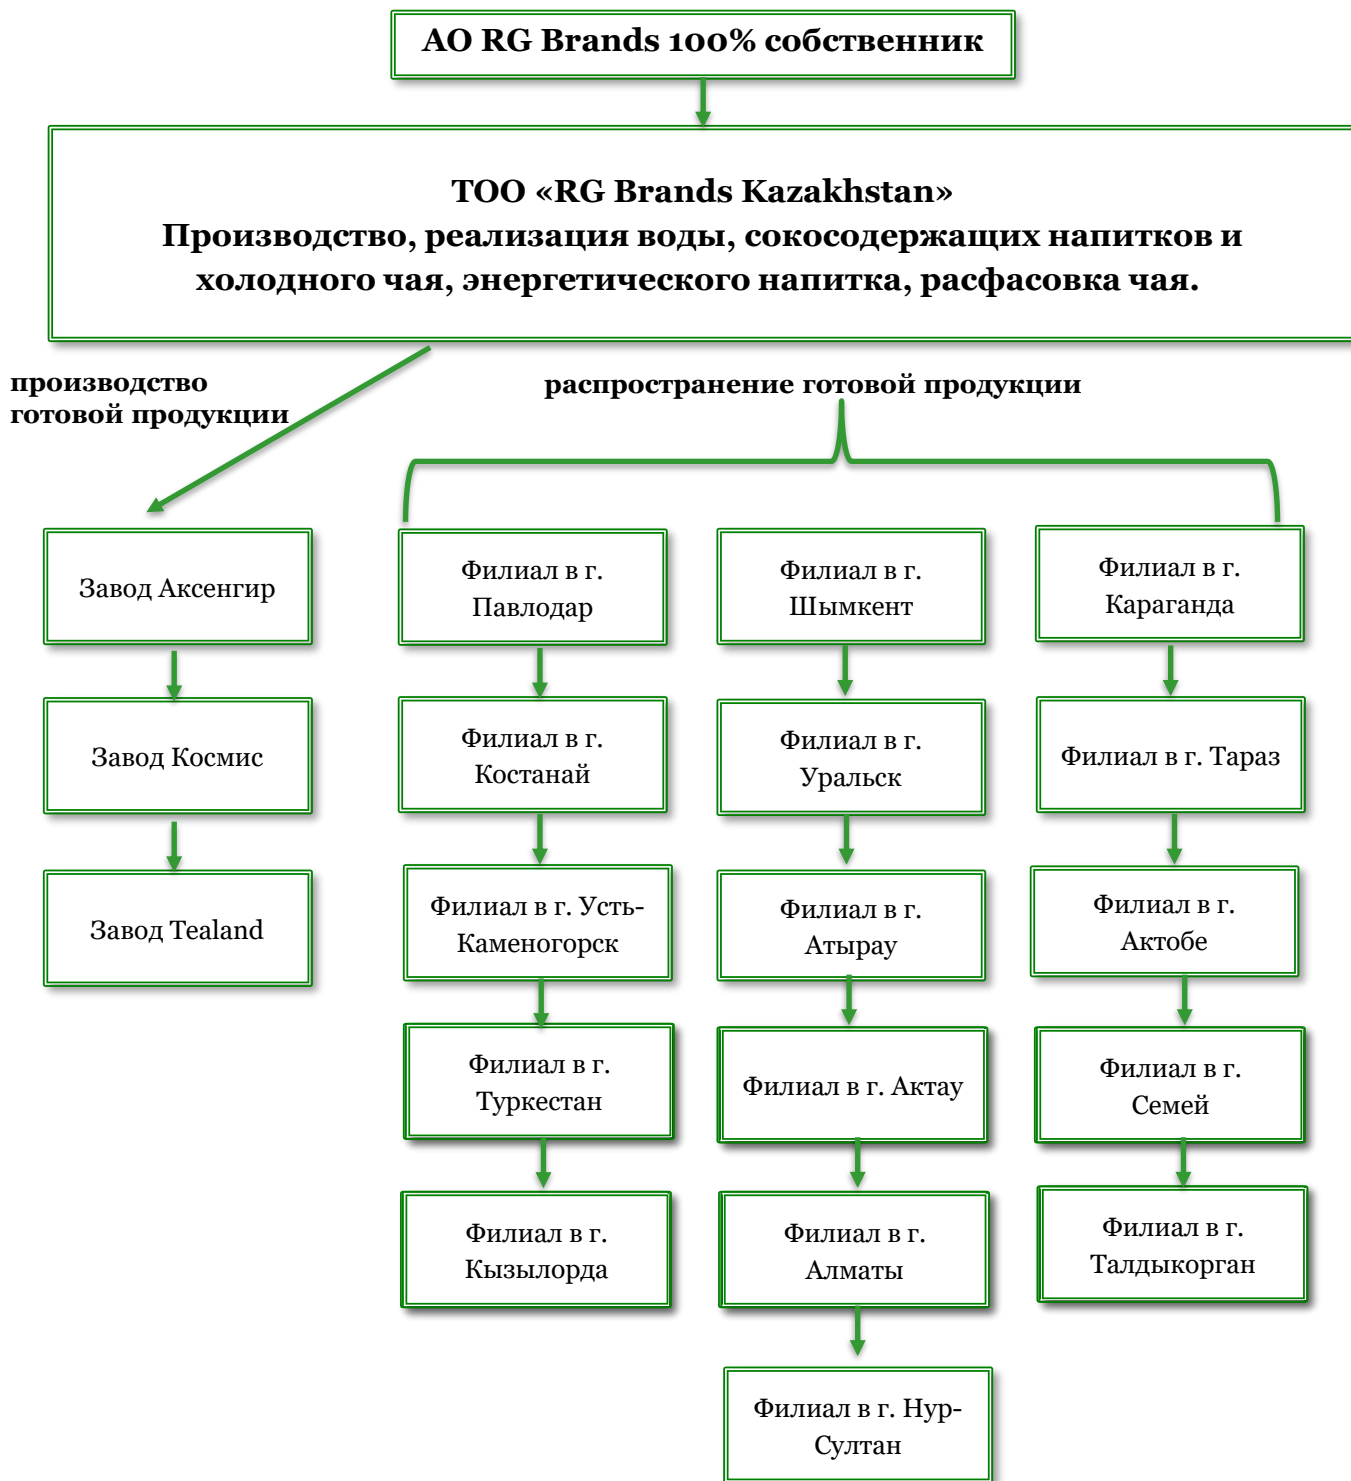 АО RG Brands 100% собственник
ТОО «RG Brands Kazakhstan»
Производство, реализация воды, сокосодержащих напитков и
холодного чая, энергетического напитка, расфасовка чая.
производство
готовой продукции
распространение готовой продукции
Завод Аксенгир
Завод Космис
Завод Tealand
Филиал в г.
Павлодар
Филиал в г.
Костанай
Филиал в г. Усть-
Каменогорск
Филиал в г.
Туркестан
Филиал в г.
Кызылорда
Филиал в г.
Шымкент
Филиал в г.
Уральск
Филиал в г.
Атырау
Филиал в г. Актау
Филиал в г.
Алматы
Филиал в г. Нур-
Султан
Филиал в г.
Караганда
Филиал в г. Тараз
Филиал в г.
Актобе
Филиал в г.
Семей
Филиал в г.
Талдыкорган